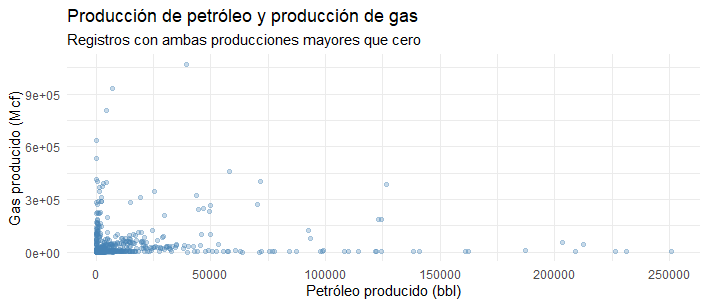 Producción de petróleo y producción de gas
Registros con ambas producciones mayores que cero
Gas producido (Mcf)
9e+05
6e+05
3e+05
0e+00
0
50000
100000
150000
200000
250000
Petróleo producido (bbl)